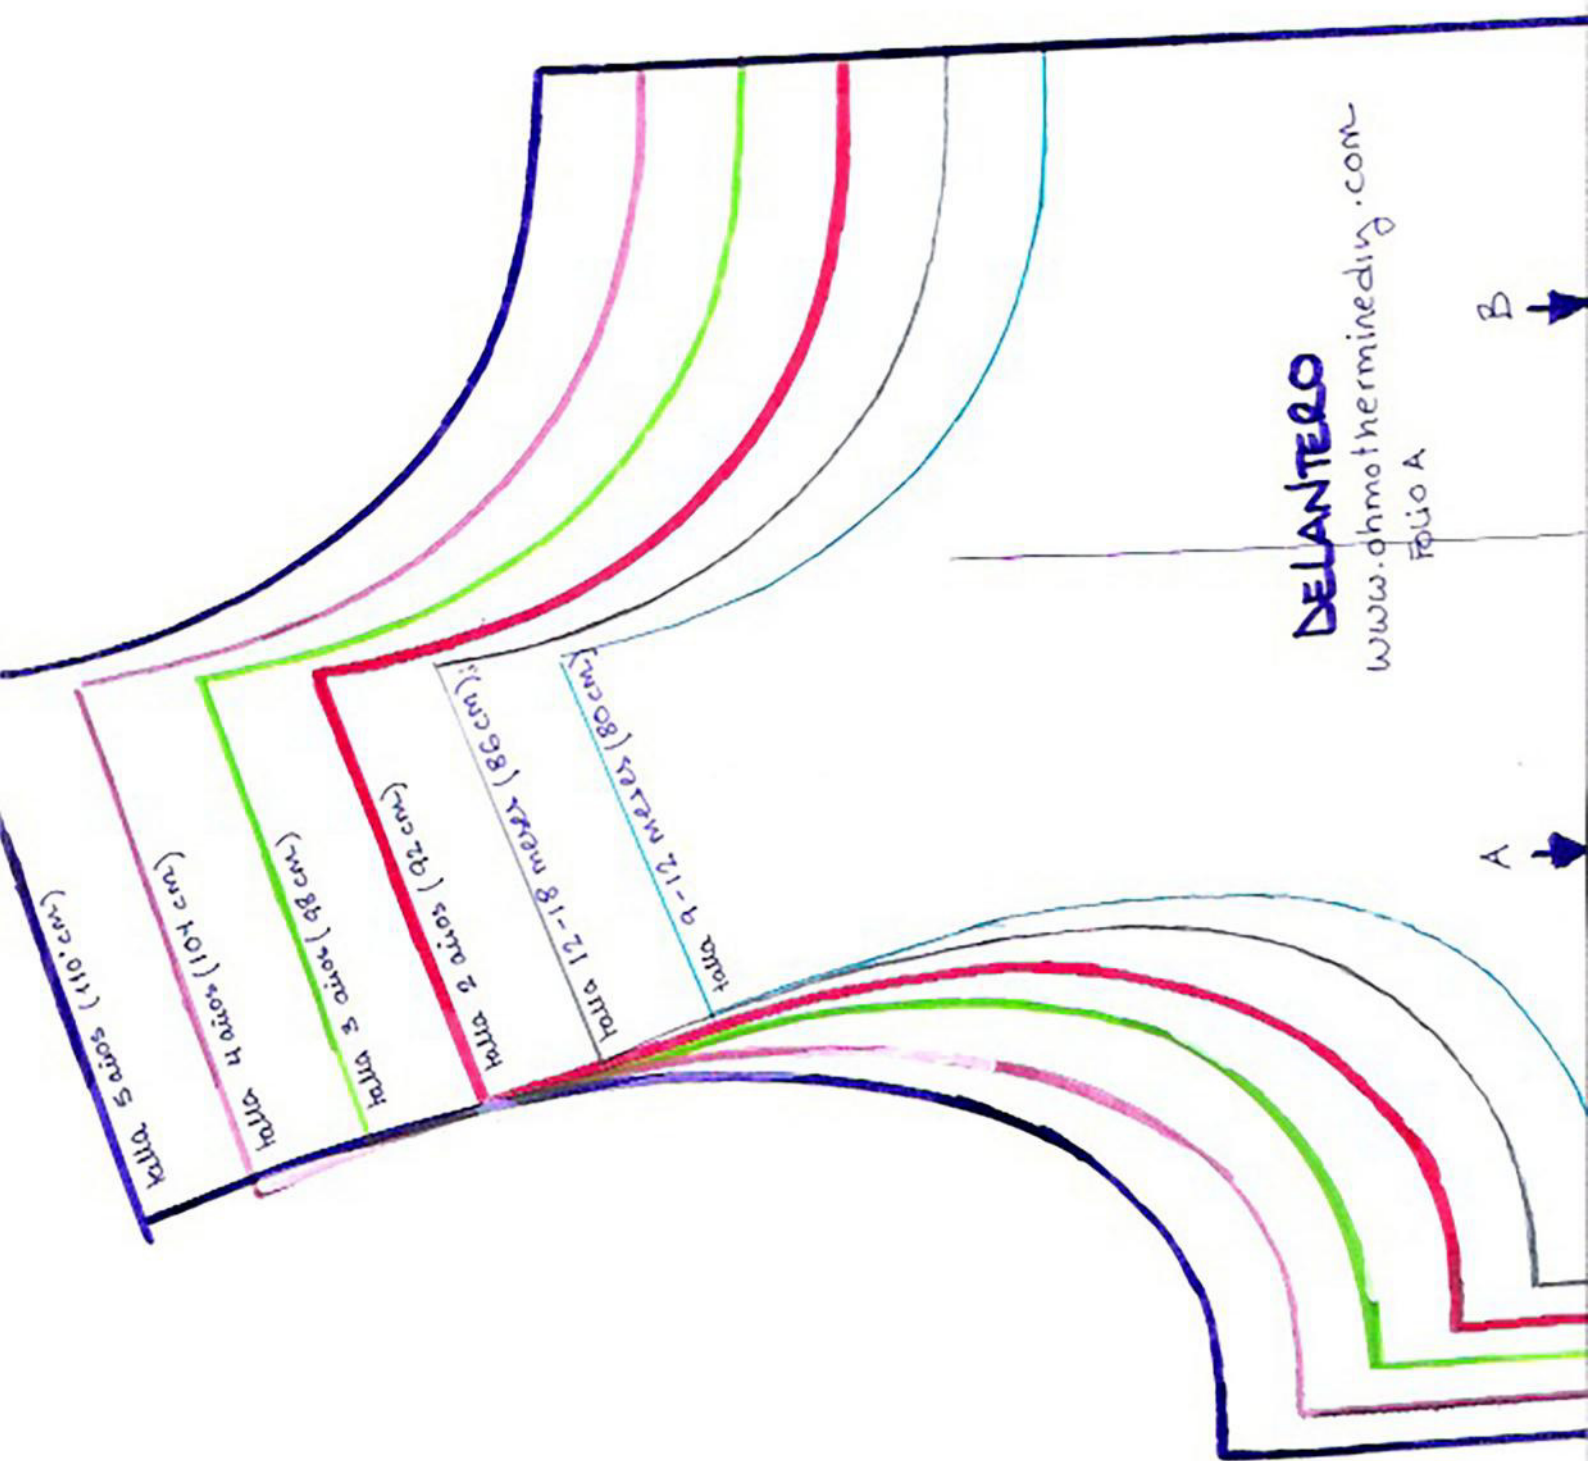 DELANTERO
www.ohmotherminediy.com
FOLIO A
B
A
talla 5 años (110 cm)
talla 4 años (104 cm)
talla 3 años (98 cm)
talla 2 años (92 cm)
talla 12-18 meses (86 cm)
talla 9-12 meses (80 cm)